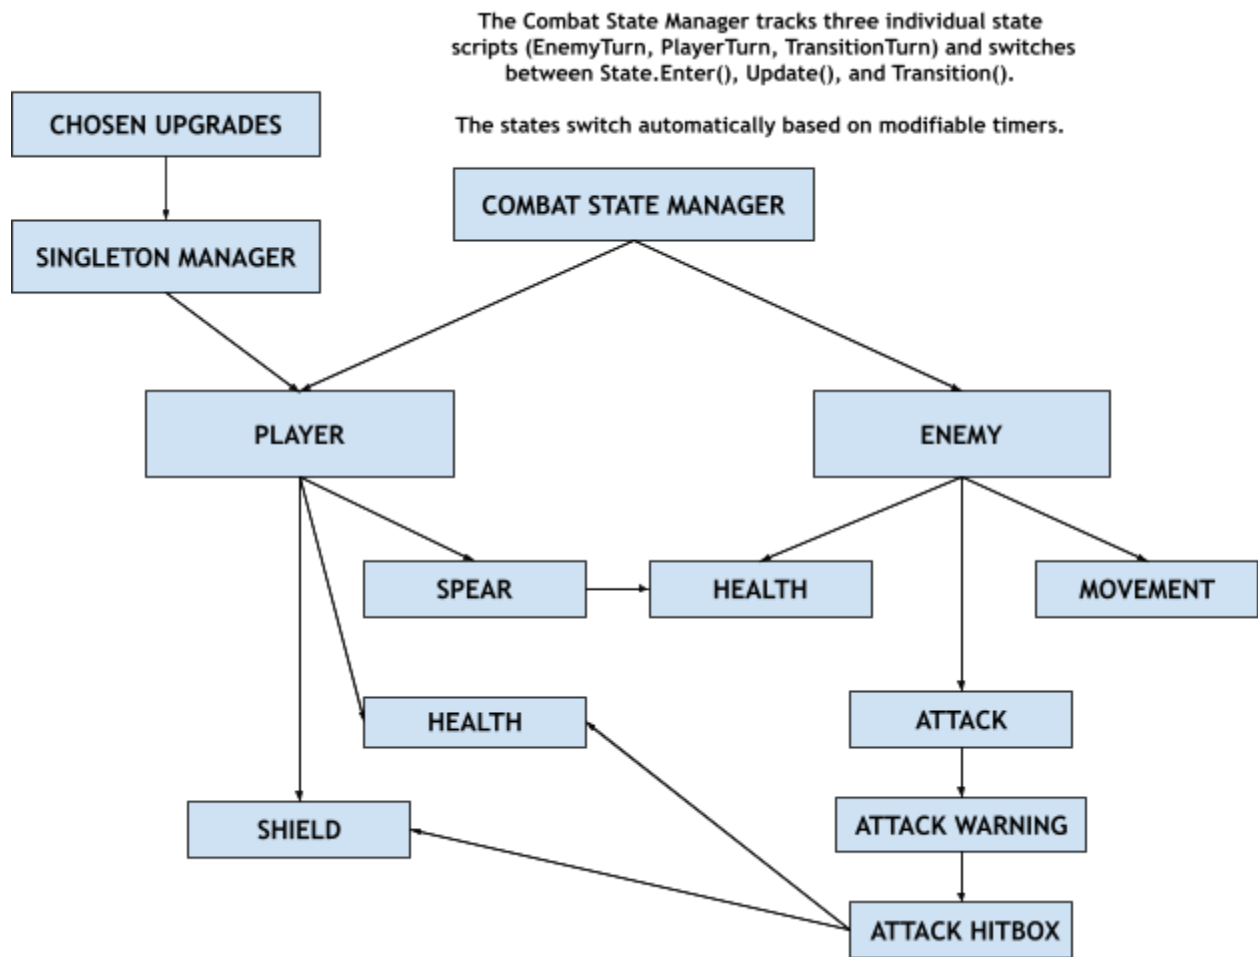 The Combat State Manager tracks three individual state
scripts (EnemyTurn, PlayerTurn, TransitionTurn) and switches
between State.Enter(), Update(), and Transition().
The states switch automatically based on modifiable timers.
CHOSEN UPGRADES
COMBAT STATE MANAGER
SINGLETON MANAGER
PLAYER
ENEMY
SPEAR
HEALTH
MOVEMENT
HEALTH
ATTACK
SHIELD
ATTACK WARNING
ATTACK HITBOX